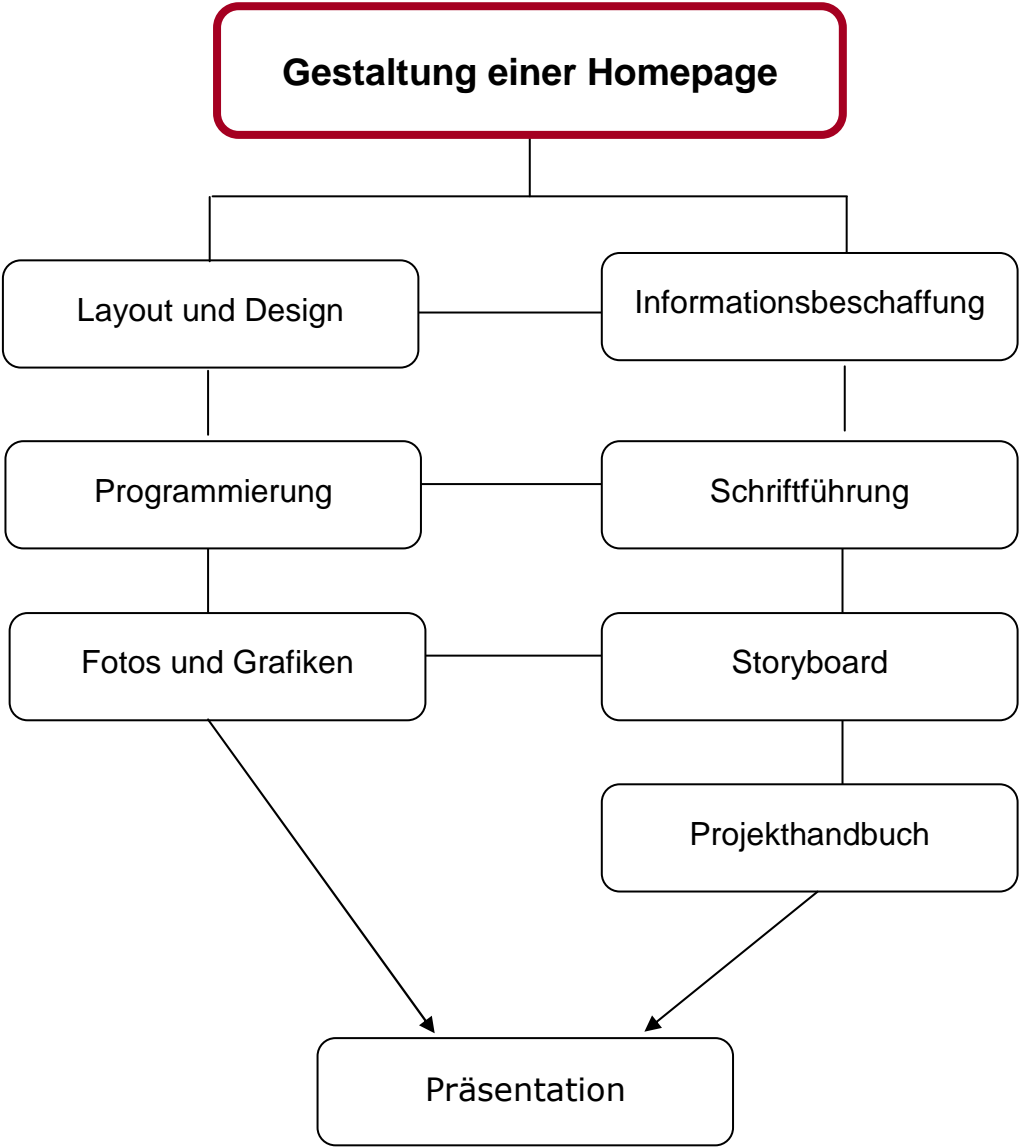 Gestaltung einer Homepage
Layout und Design
Informationsbeschaffung
Programmierung
Schriftführung
Fotos und Grafiken
Storyboard
Projekthandbuch
Präsentation